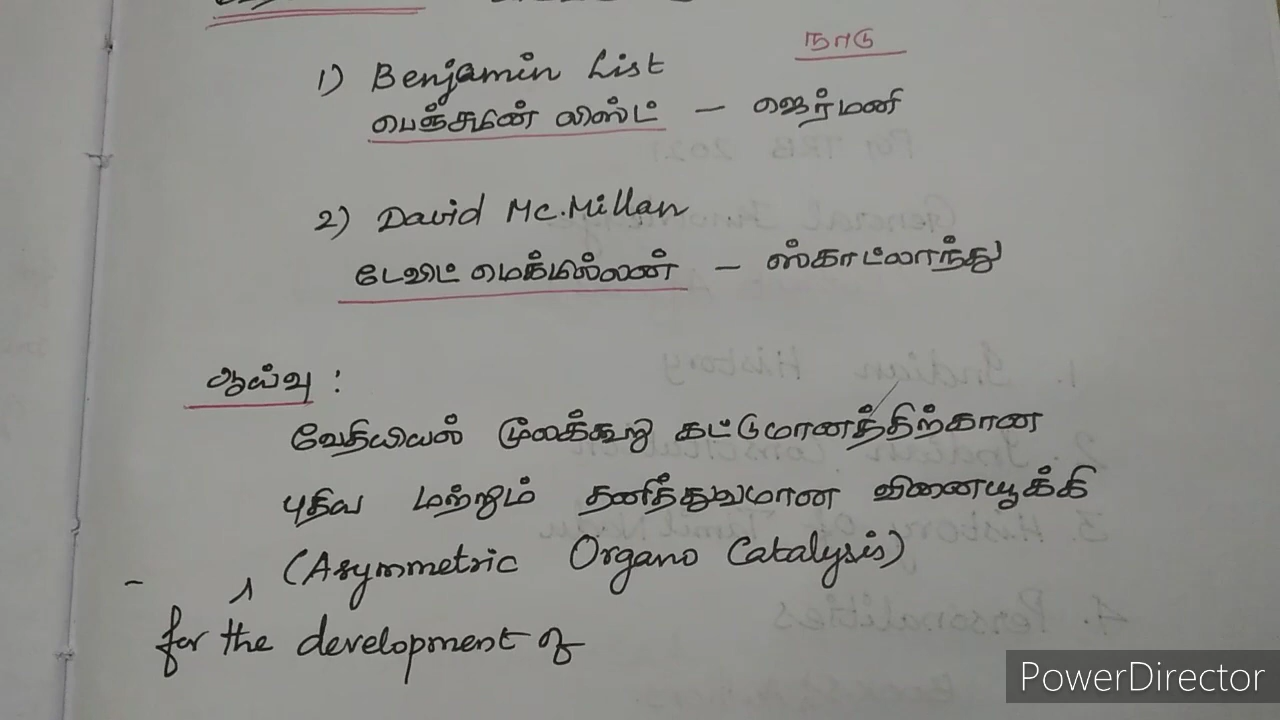 நாடு
1) Benjamin List
பெஞ்சமின் லிஸ்ட் – ஜெர்மனி
2) David Mc.Millan
டேவிட் மெக்மில்லன் – ஸ்காட்லாந்து
ஆய்வு :
வேதியியல் மூலக்கூறு கட்டுமானத்திற்கான
புதிய மற்றும் தனித்துவமான வினையூக்கி
(Asymmetric Organo Catalysis)
for the development of
PowerDirector